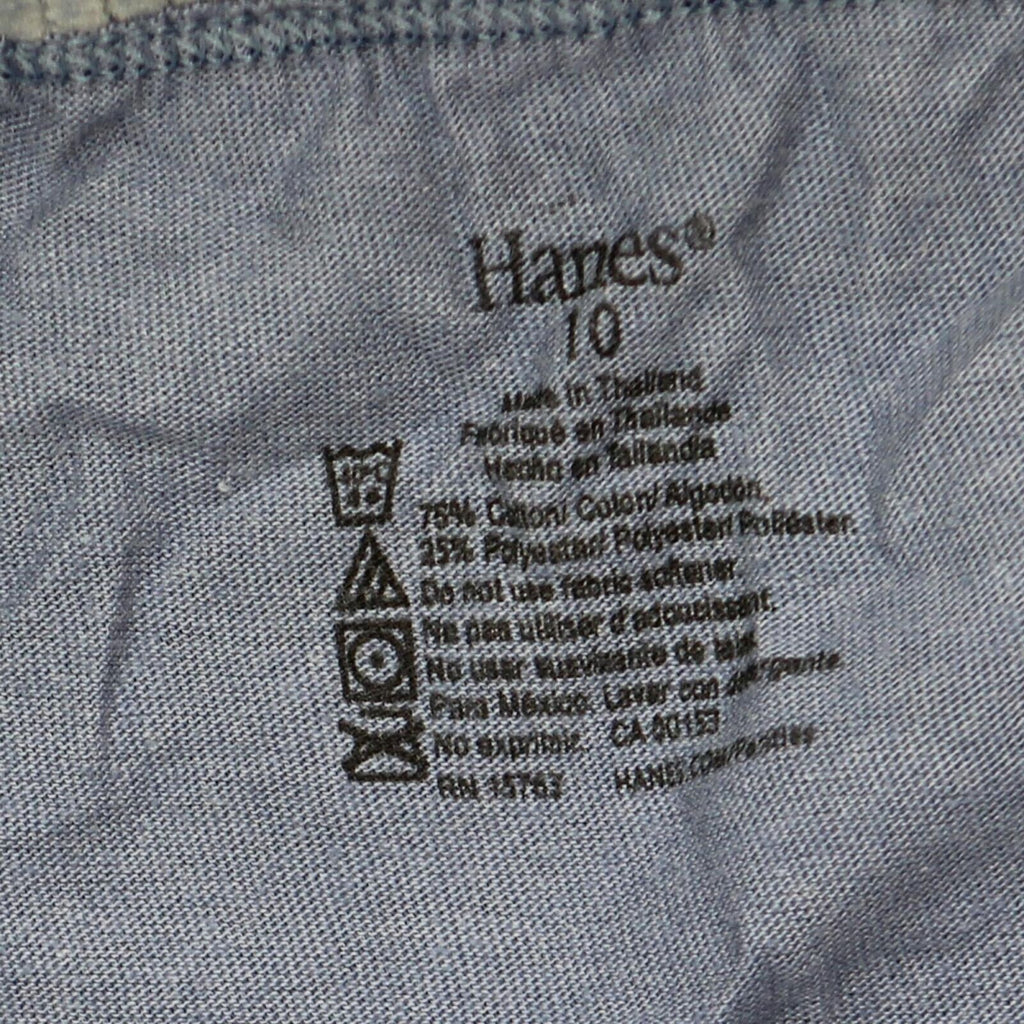 Hanes®
10
Made in Thailand
Fabriqué en Thaïlande
Hecho en Tailandia
40°C
75% Cotton/ Coton/ Algodón.
25% Polyester/ Polyester/ Poliéster.
Do not use fabric softener.
Ne pas utiliser d'adoucissant.
No usar suavizante de telas.
Para México: Lavar con detergente.
No exprimir. CA 00153
RN 15763 HANES.COM/Panties